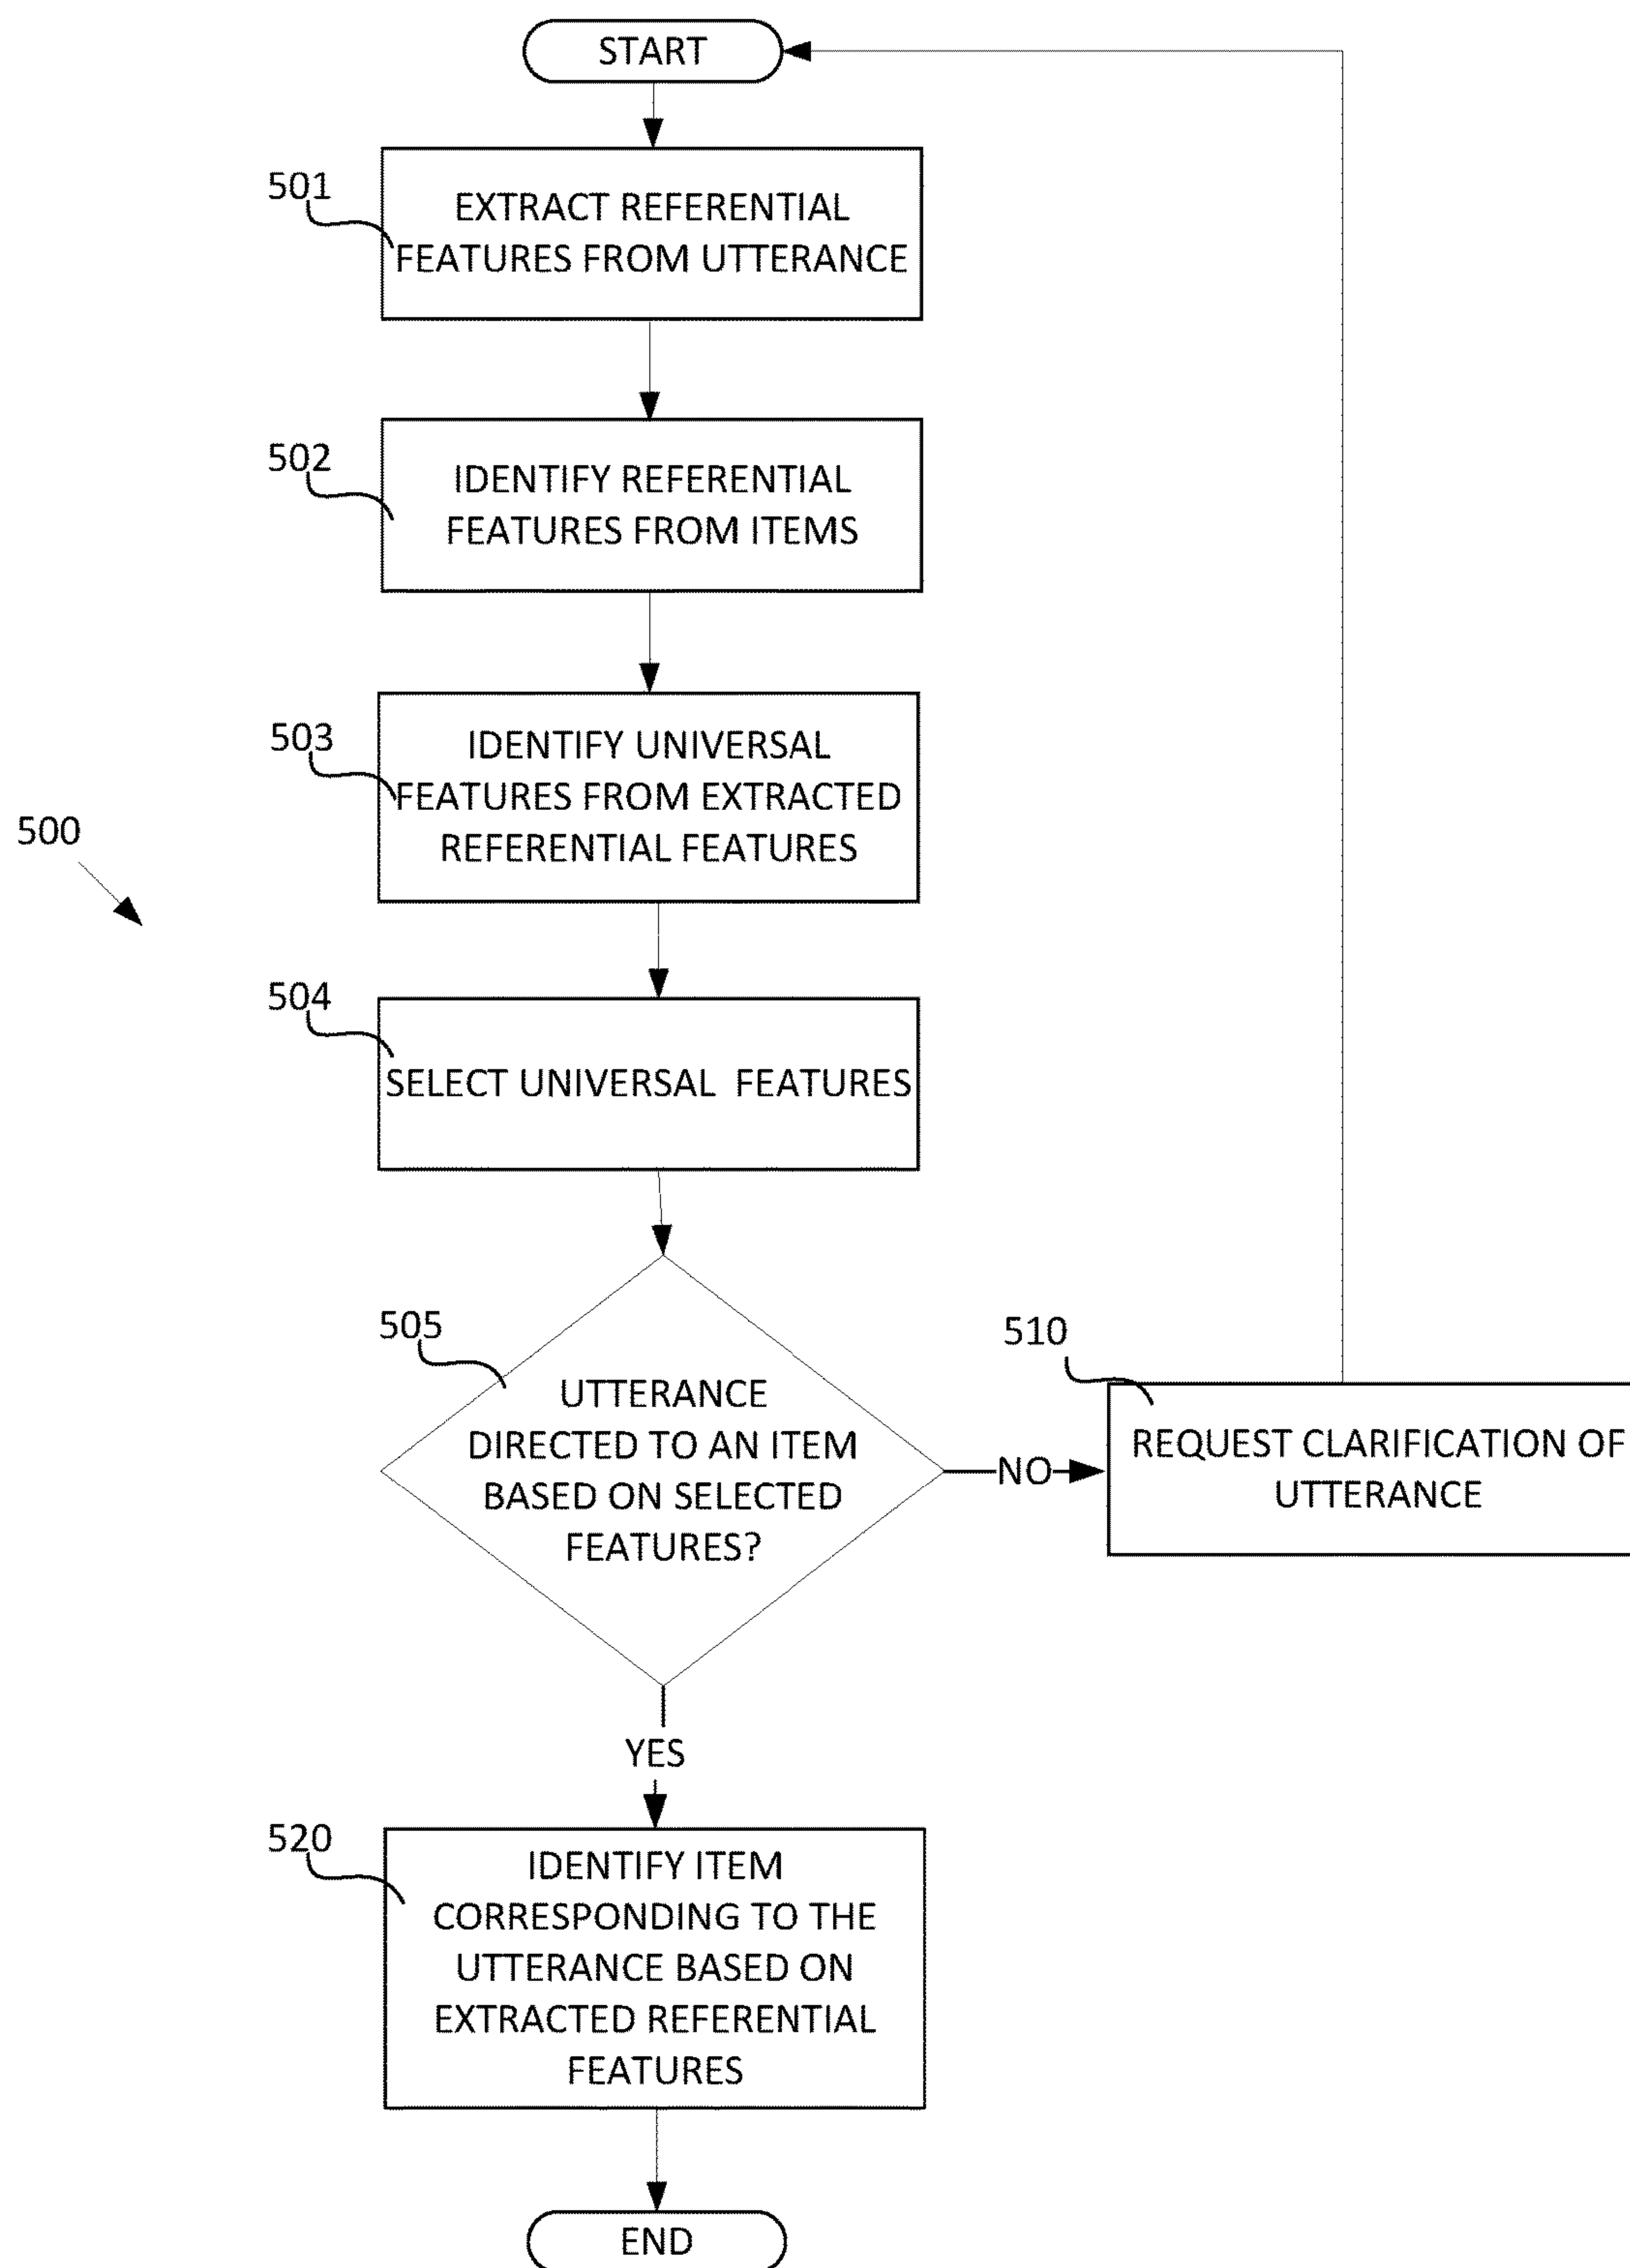 START
501
EXTRACT REFERENTIAL
FEATURES FROM UTTERANCE
502
IDENTIFY REFERENTIAL
FEATURES FROM ITEMS
503
IDENTIFY UNIVERSAL
FEATURES FROM EXTRACTED
REFERENTIAL FEATURES
500
504
SELECT UNIVERSAL FEATURES
505
UTTERANCE
DIRECTED TO AN ITEM
BASED ON SELECTED
FEATURES?
NO
510
REQUEST CLARIFICATION OF
UTTERANCE
YES
520
IDENTIFY ITEM
CORRESPONDING TO THE
UTTERANCE BASED ON
EXTRACTED REFERENTIAL
FEATURES
END